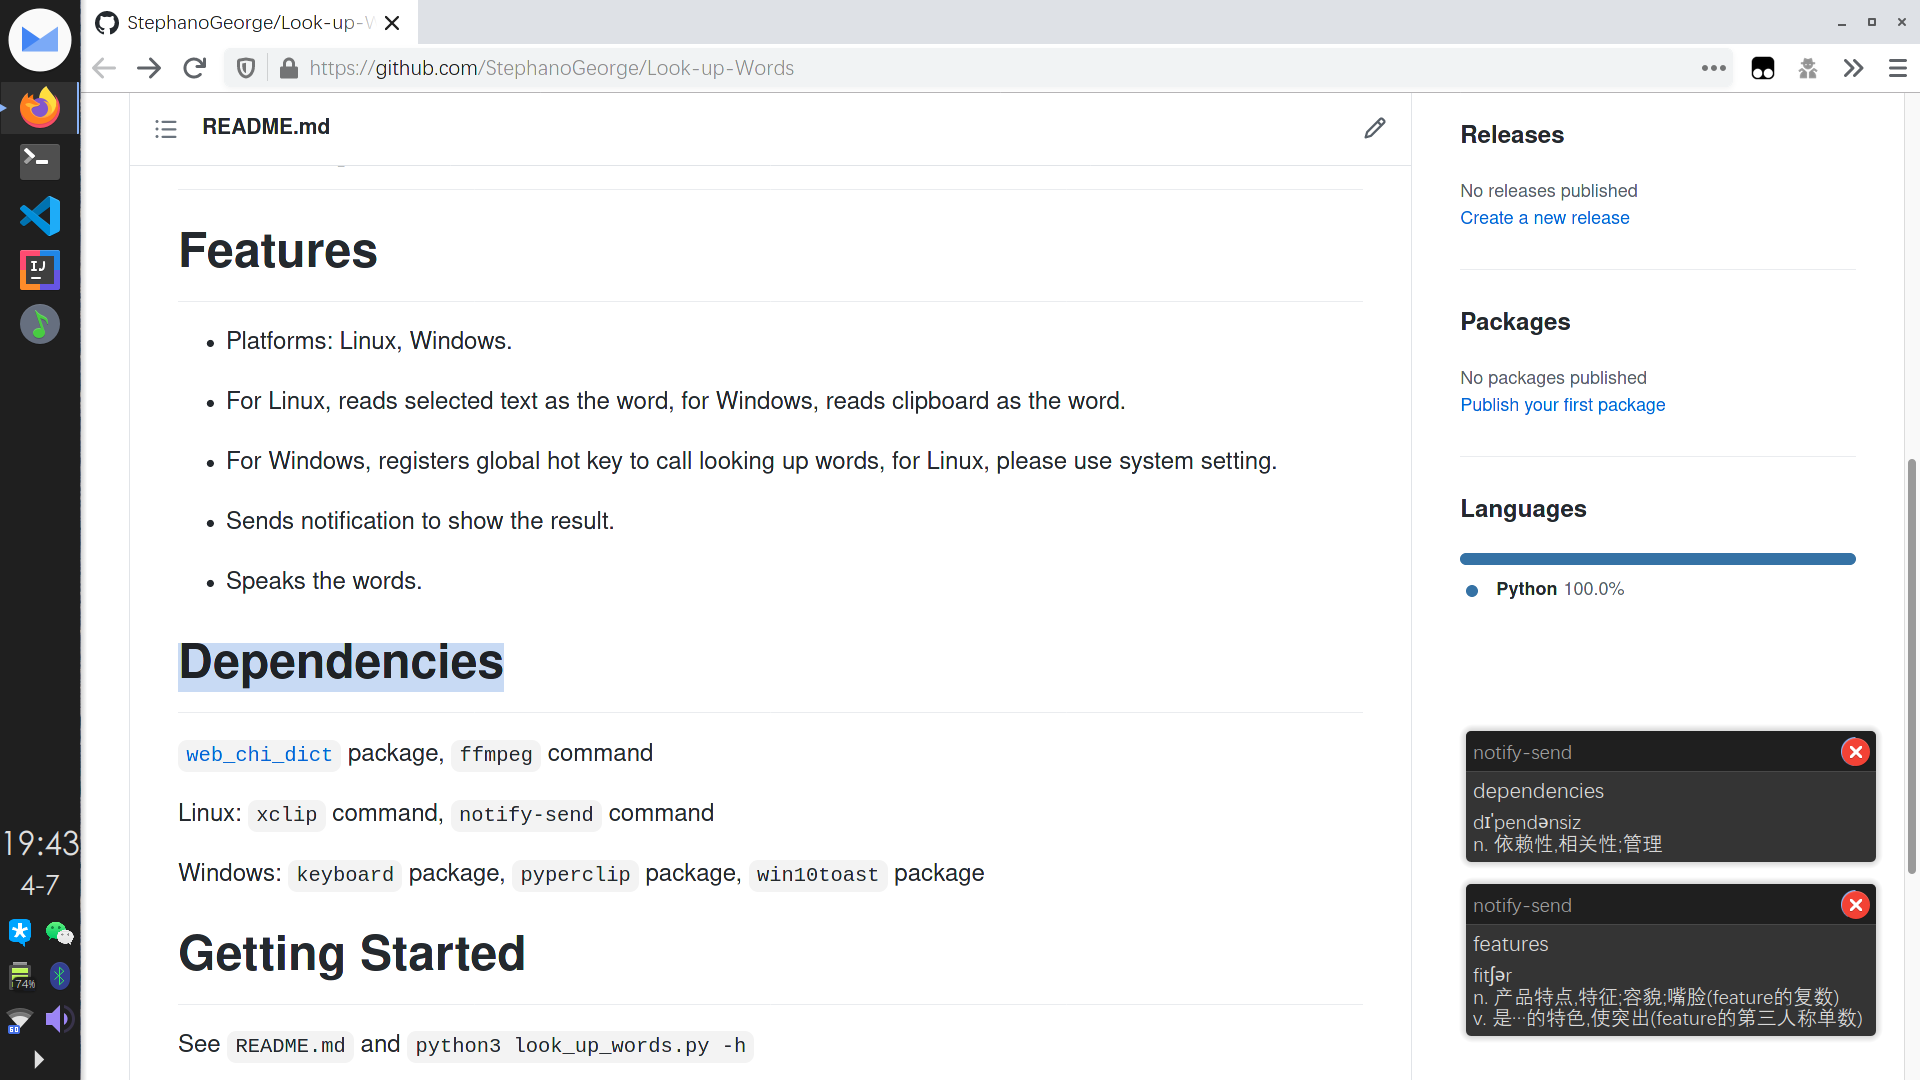 StephanoGeorge/Look-up-W
https://github.com/StephanoGeorge/Look-up-Words
README.md
Features
Platforms: Linux, Windows.
For Linux, reads selected text as the word, for Windows, reads clipboard as the word.
For Windows, registers global hot key to call looking up words, for Linux, please use system setting.
Sends notification to show the result.
Speaks the words.
Dependencies
web_chi_dict package, ffmpeg command
Linux: xclip command, notify-send command
Windows: keyboard package, pyperclip package, win10toast package
Getting Started
See README.md and python3 look_up_words.py -h
Releases
No releases published
Create a new release
Packages
No packages published
Publish your first package
Languages
Python 100.0%
notify-send
dependencies
dɪˈpendənsiz
n. 依赖性,相关性;管理
notify-send
features
fitʃər
n. 产品特点,特征;容貌;嘴脸(feature的复数)
v. 是…的特色,使突出(feature的第三人称单数)
IJ
19:43
4-7
74%
60